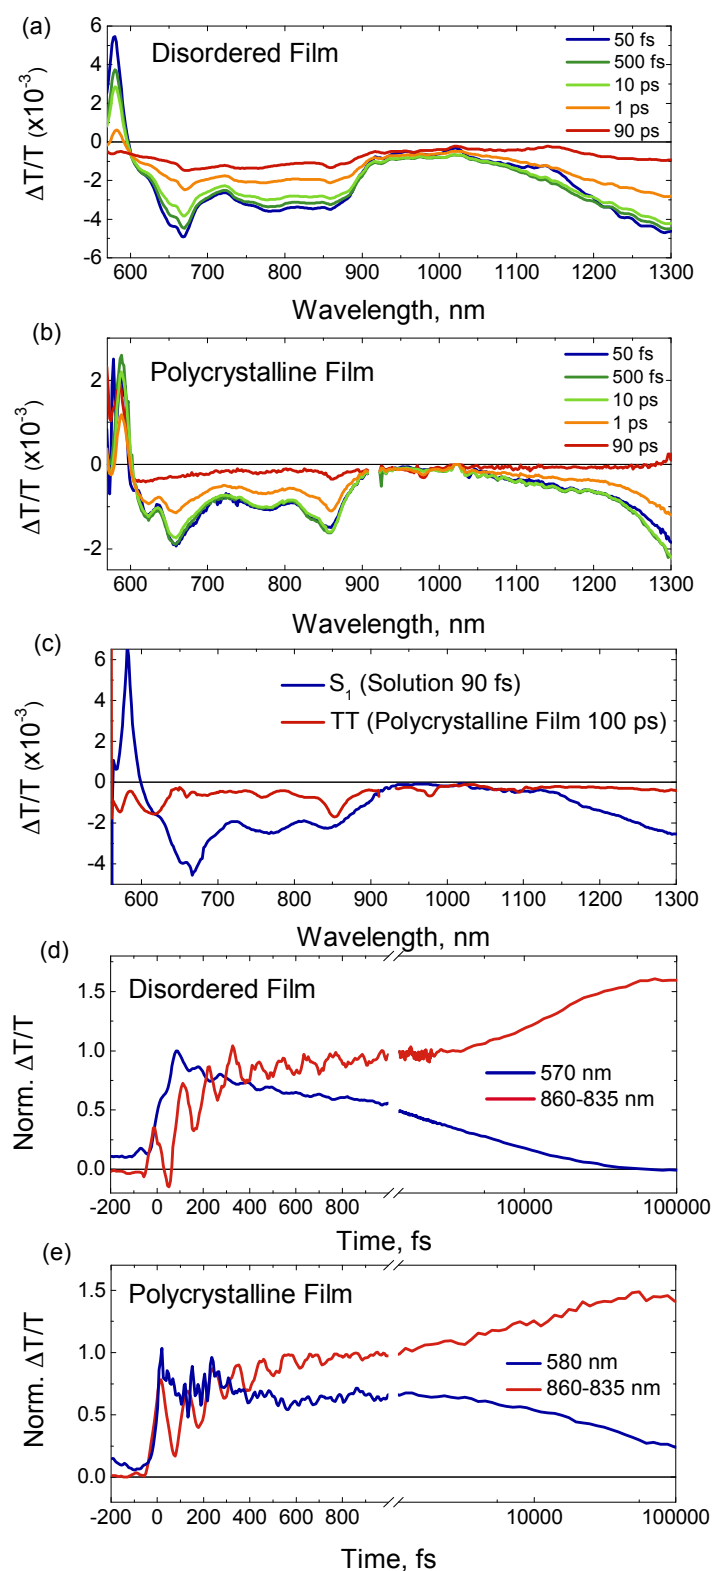 (a)
Disordered Film
50 fs
500 fs
10 ps
1 ps
90 ps
6
4
2
0
-2
-4
-6
ΔT/T (x10⁻³)
600 700 800 900 1000 1100 1200 1300
Wavelength, nm
(b)
Polycrystalline Film
50 fs
500 fs
10 ps
1 ps
90 ps
2
0
-2
ΔT/T (x10⁻³)
600 700 800 900 1000 1100 1200 1300
Wavelength, nm
(c)
S₁ (Solution 90 fs)
TT (Polycrystalline Film 100 ps)
6
4
2
0
-2
-4
ΔT/T (x10⁻³)
600 700 800 900 1000 1100 1200 1300
Wavelength, nm
(d)
Disordered Film
570 nm
860-835 nm
1.5
1.0
0.5
0.0
Norm. ΔT/T
-200 0 200 400 600 800 10000 100000
Time, fs
(e)
Polycrystalline Film
580 nm
860-835 nm
1.5
1.0
0.5
0.0
Norm. ΔT/T
-200 0 200 400 600 800 10000 100000
Time, fs